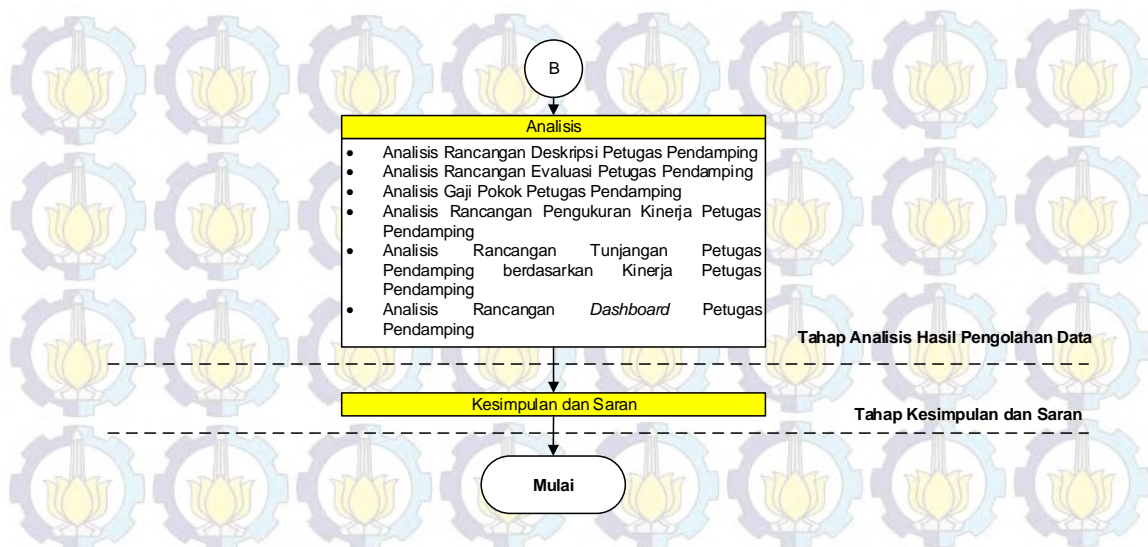 B
Analisis
• Analisis Rancangan Deskripsi Petugas Pendamping
• Analisis Rancangan Evaluasi Petugas Pendamping
• Analisis Gaji Pokok Petugas Pendamping
• Analisis Rancangan Pengukuran Kinerja Petugas
Pendamping
• Analisis Rancangan Tunjangan Petugas
Pendamping berdasarkan Kinerja Petugas
Pendamping
• Analisis Rancangan Dashboard Petugas
Pendamping
Tahap Analisis Hasil Pengolahan Data
Kesimpulan dan Saran
Tahap Kesimpulan dan Saran
Mulai